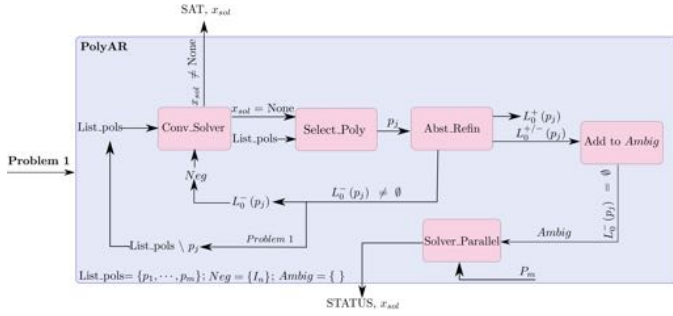 SAT, x_sol
PolyAR
x_sol ≠ None
x_sol = None
List_pols
Conv_Solver
List_pols
Select_Poly
p_j
Abst_Refin
L_0^+(p_j)
L_0^{+/-}(p_j)
Add to Ambig
Problem 1
Neg
L_0^-(p_j)
L_0^-(p_j) ≠ ∅
L_0^-(p_j) = ∅
List_pols \ p_j
Problem 1
Solver_Parallel
Ambig
P_m
List_pols= {p_1, ⋯, p_m}; Neg = {I_n}; Ambig = { }
STATUS, x_sol